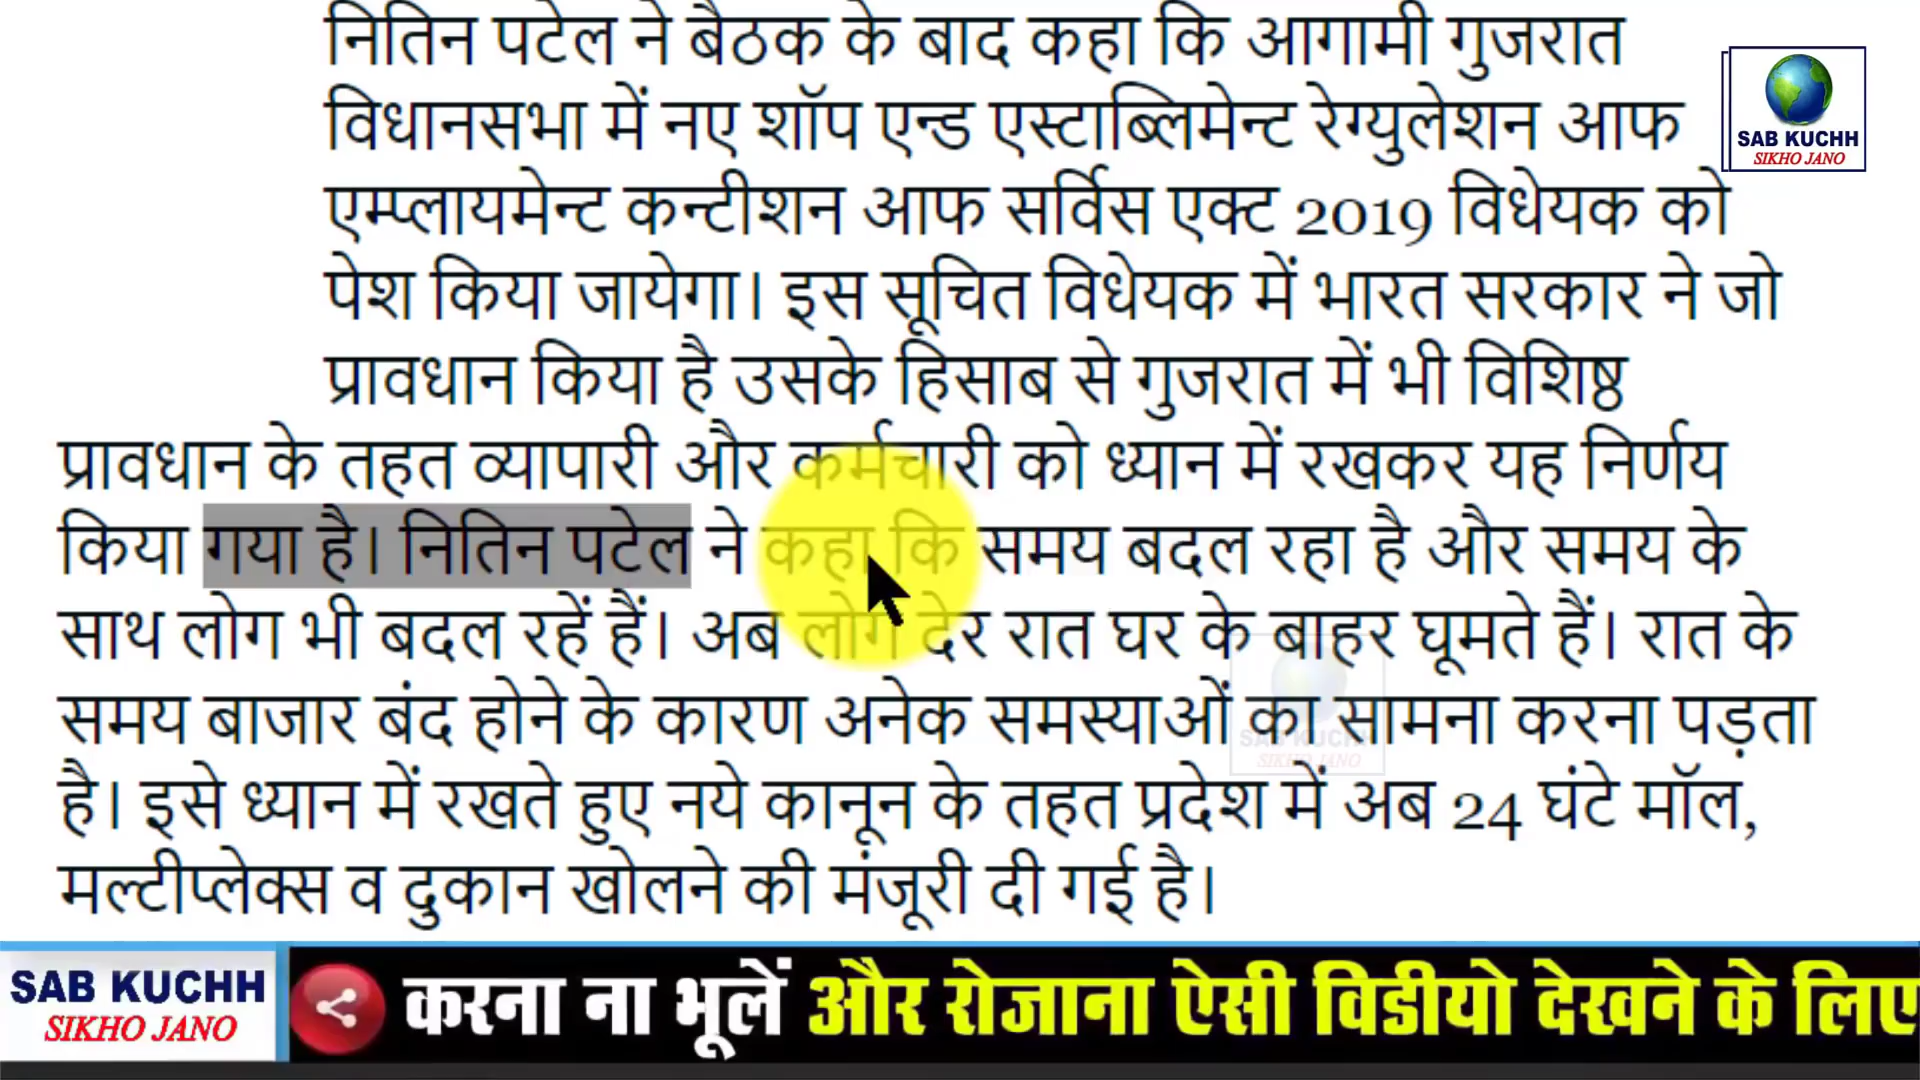 नितिन पटेल ने बैठक के बाद कहा कि आगामी गुजरात
विधानसभा में नए शॉप एन्ड एस्टाब्लिमेन्ट रेग्युलेशन आफ
एम्प्लायमेन्ट कन्टीशन आफ सर्विस एक्ट 2019 विधेयक को
पेश किया जायेगा। इस सूचित विधेयक में भारत सरकार ने जो
प्रावधान किया है उसके हिसाब से गुजरात में भी विशिष्ठ
प्रावधान के तहत व्यापारी और कर्मचारी को ध्यान में रखकर यह निर्णय
किया गया है। नितिन पटेल ने कहा कि समय बदल रहा है और समय के
साथ लोग भी बदल रहें हैं। अब लोग देर रात घर के बाहर घूमते हैं। रात के
समय बाजार बंद होने के कारण अनेक समस्याओं का सामना करना पड़ता
है। इसे ध्यान में रखते हुए नये कानून के तहत प्रदेश में अब 24 घंटे मॉल,
मल्टीप्लेक्स व दुकान खोलने की मंजूरी दी गई है।
SAB KUCHH
SIKHO JANO
SAB KUCHH
SIKHO JANO
SAB KUCHH
SIKHO JANO
करना ना भूलें और रोजाना ऐसी विडीयो देखने के लिए